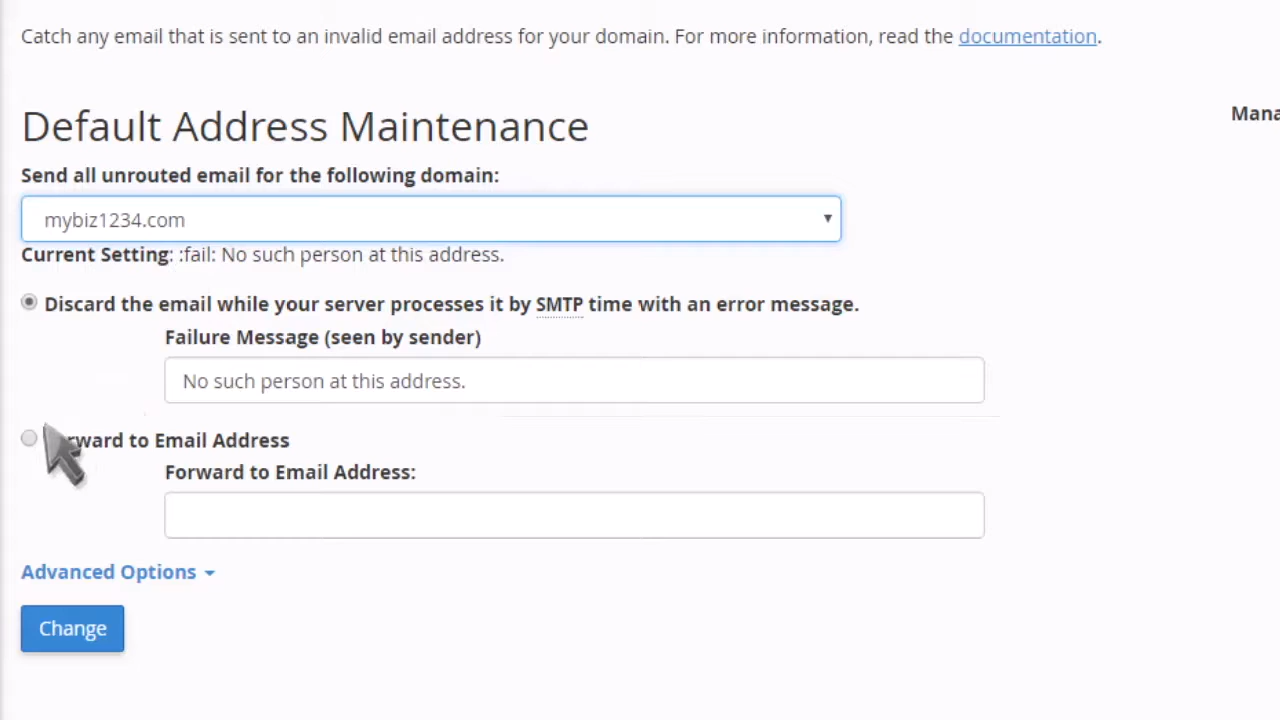 Catch any email that is sent to an invalid email address for your domain. For more information, read the documentation.
Default Address Maintenance
Send all unrouted email for the following domain:
mybiz1234.com
Current Setting: :fail: No such person at this address.
Discard the email while your server processes it by SMTP time with an error message.
Failure Message (seen by sender)
No such person at this address.
to Email Address
Forward to Email Address:
Advanced Options
Change